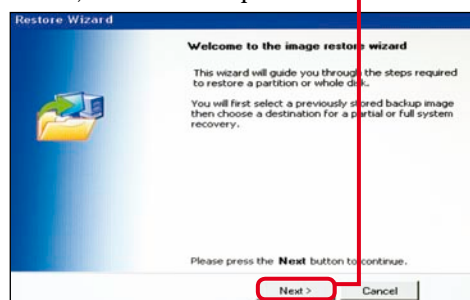 Restore Wizard
Welcome to the image restore wizard
This wizard will guide you through the steps required
to restore a partition or whole disk.
You will first select a previously stored backup image
then choose a destination for a partial or full system
recovery.
Please press the Next button to continue.
Next >
Cancel